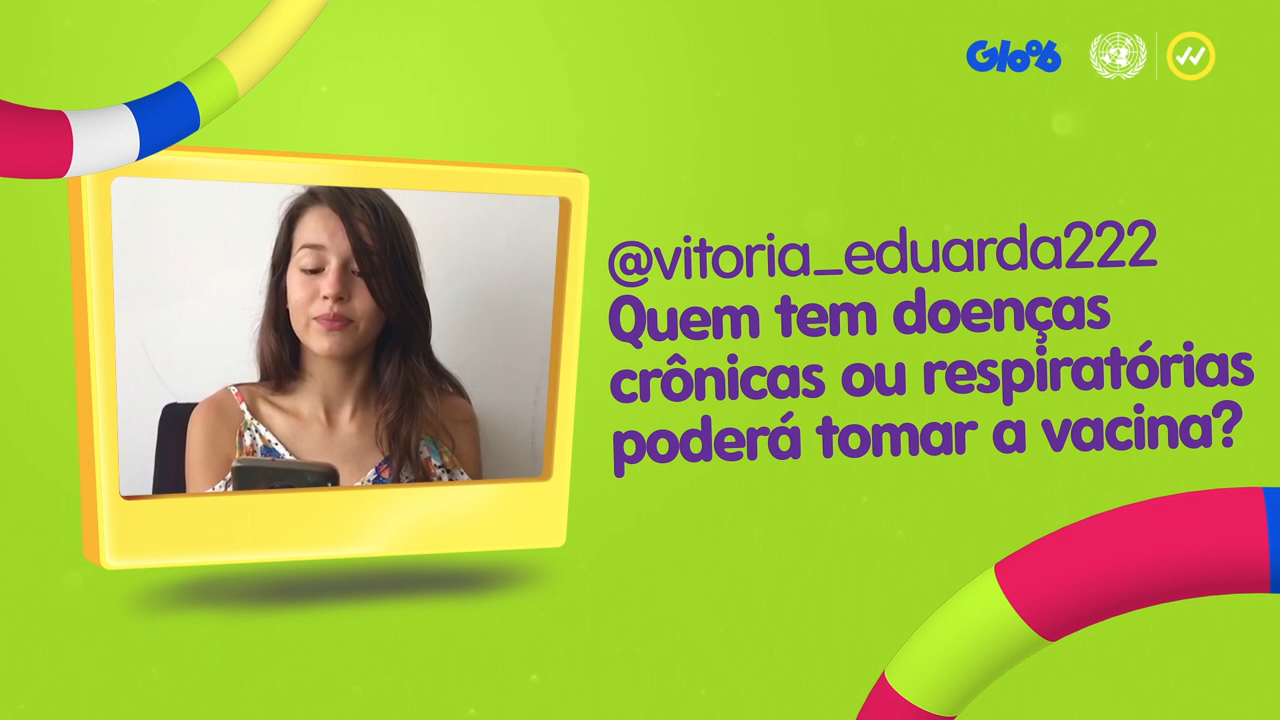 Gloob
@vitoria_eduarda222
Quem tem doenças
crônicas ou respiratórias
poderá tomar a vacina?